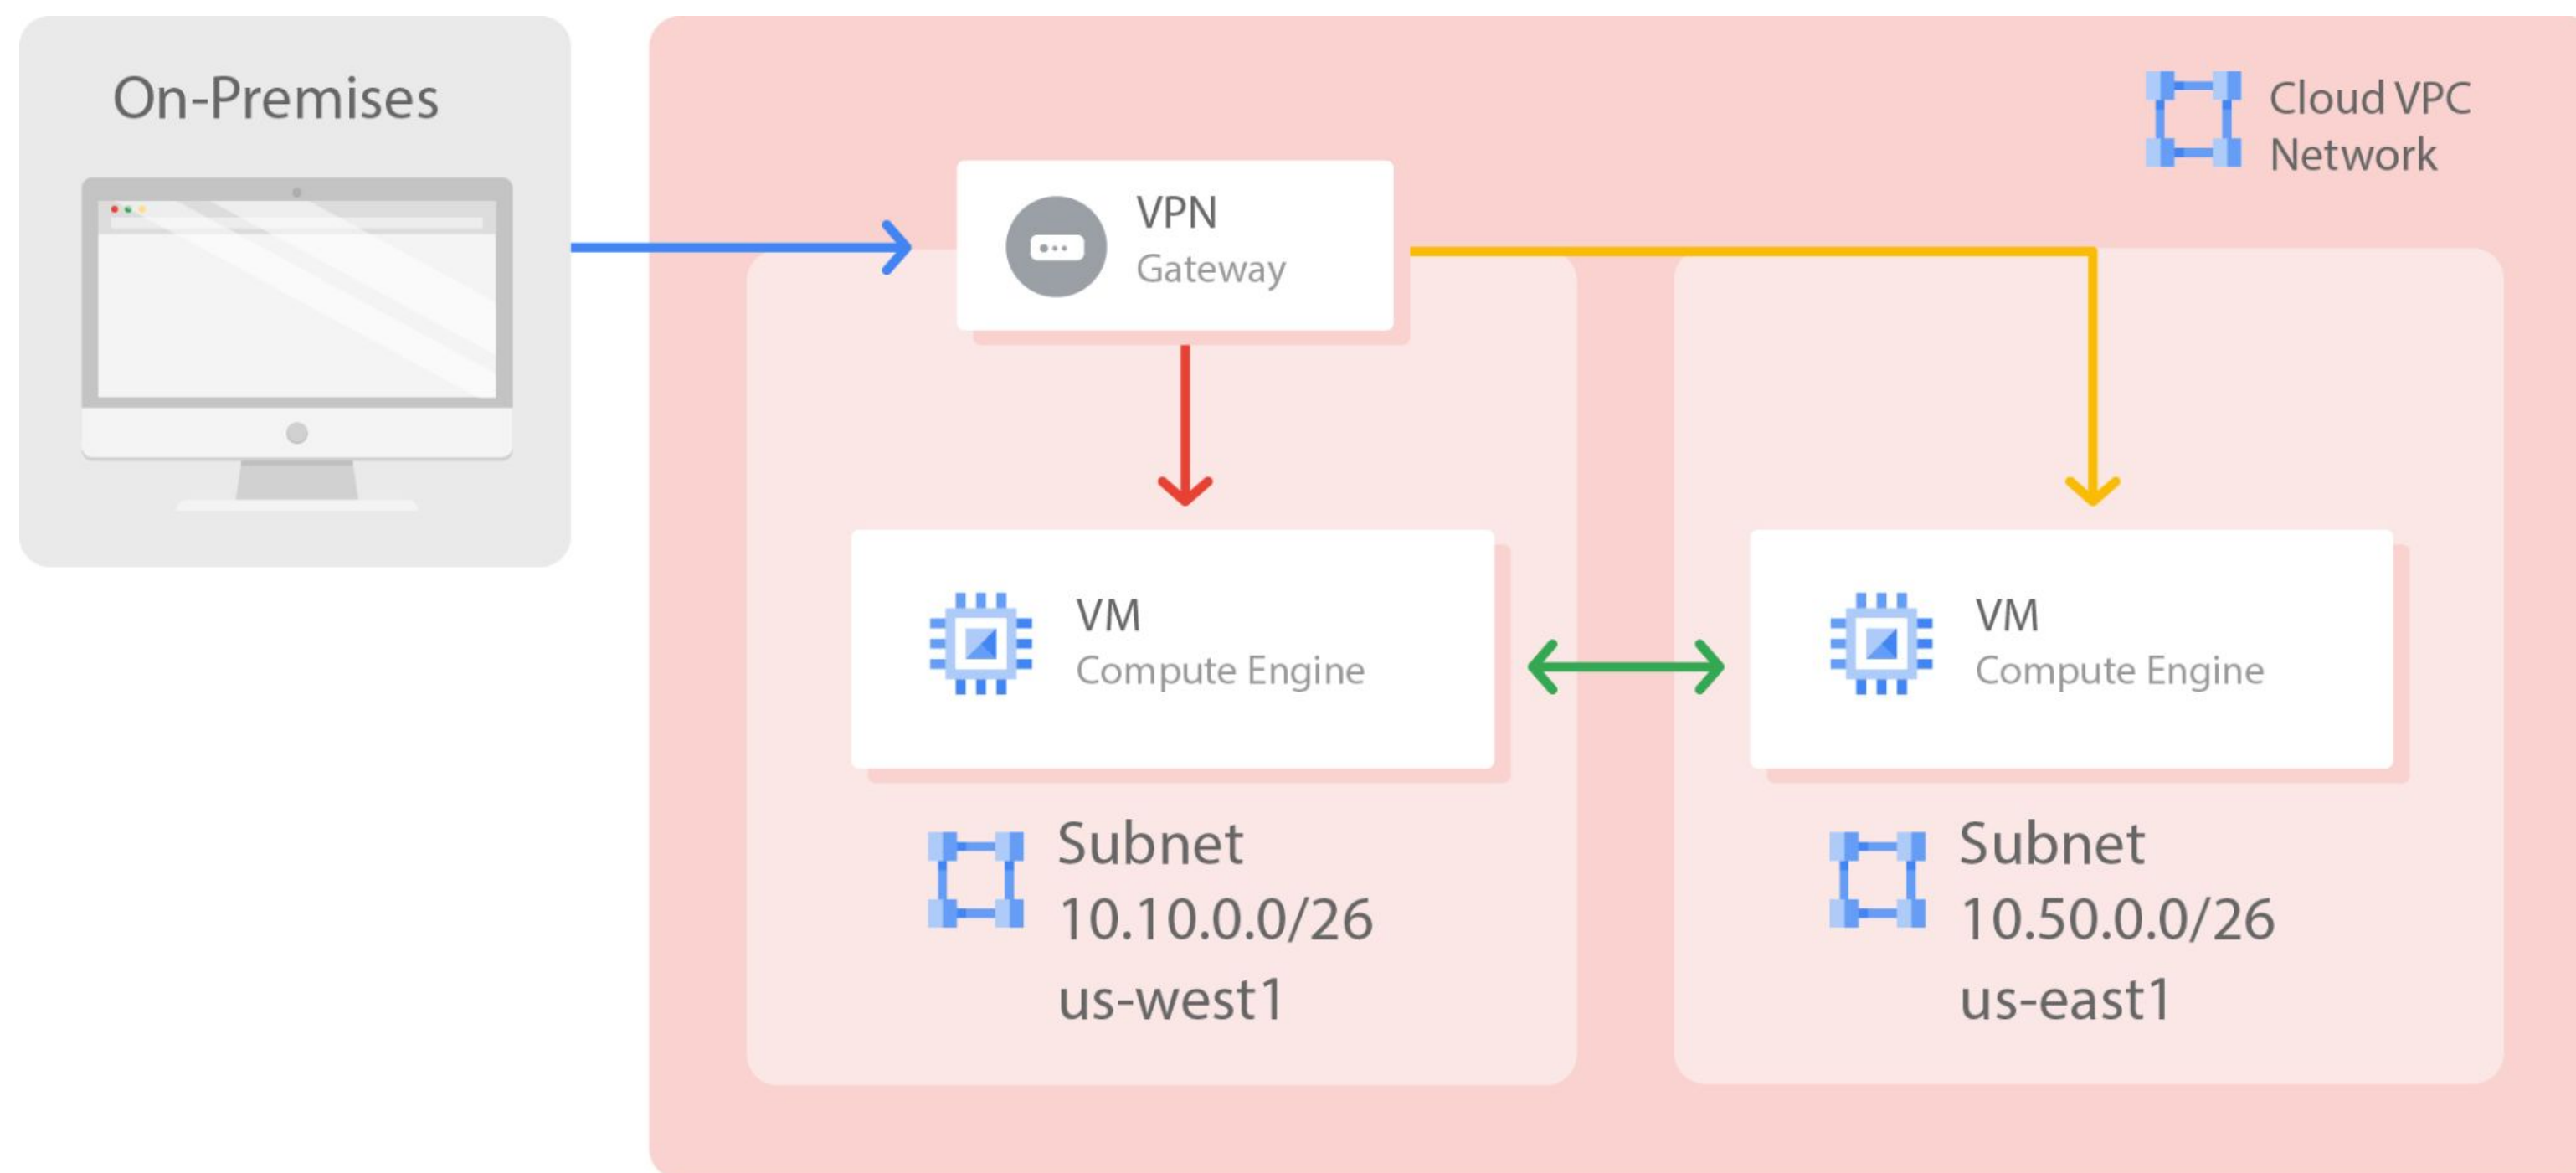 On-Premises
Cloud VPC
Network
VPN
Gateway
VM
Compute Engine
VM
Compute Engine
Subnet
10.10.0.0/26
us-west1
Subnet
10.50.0.0/26
us-east1